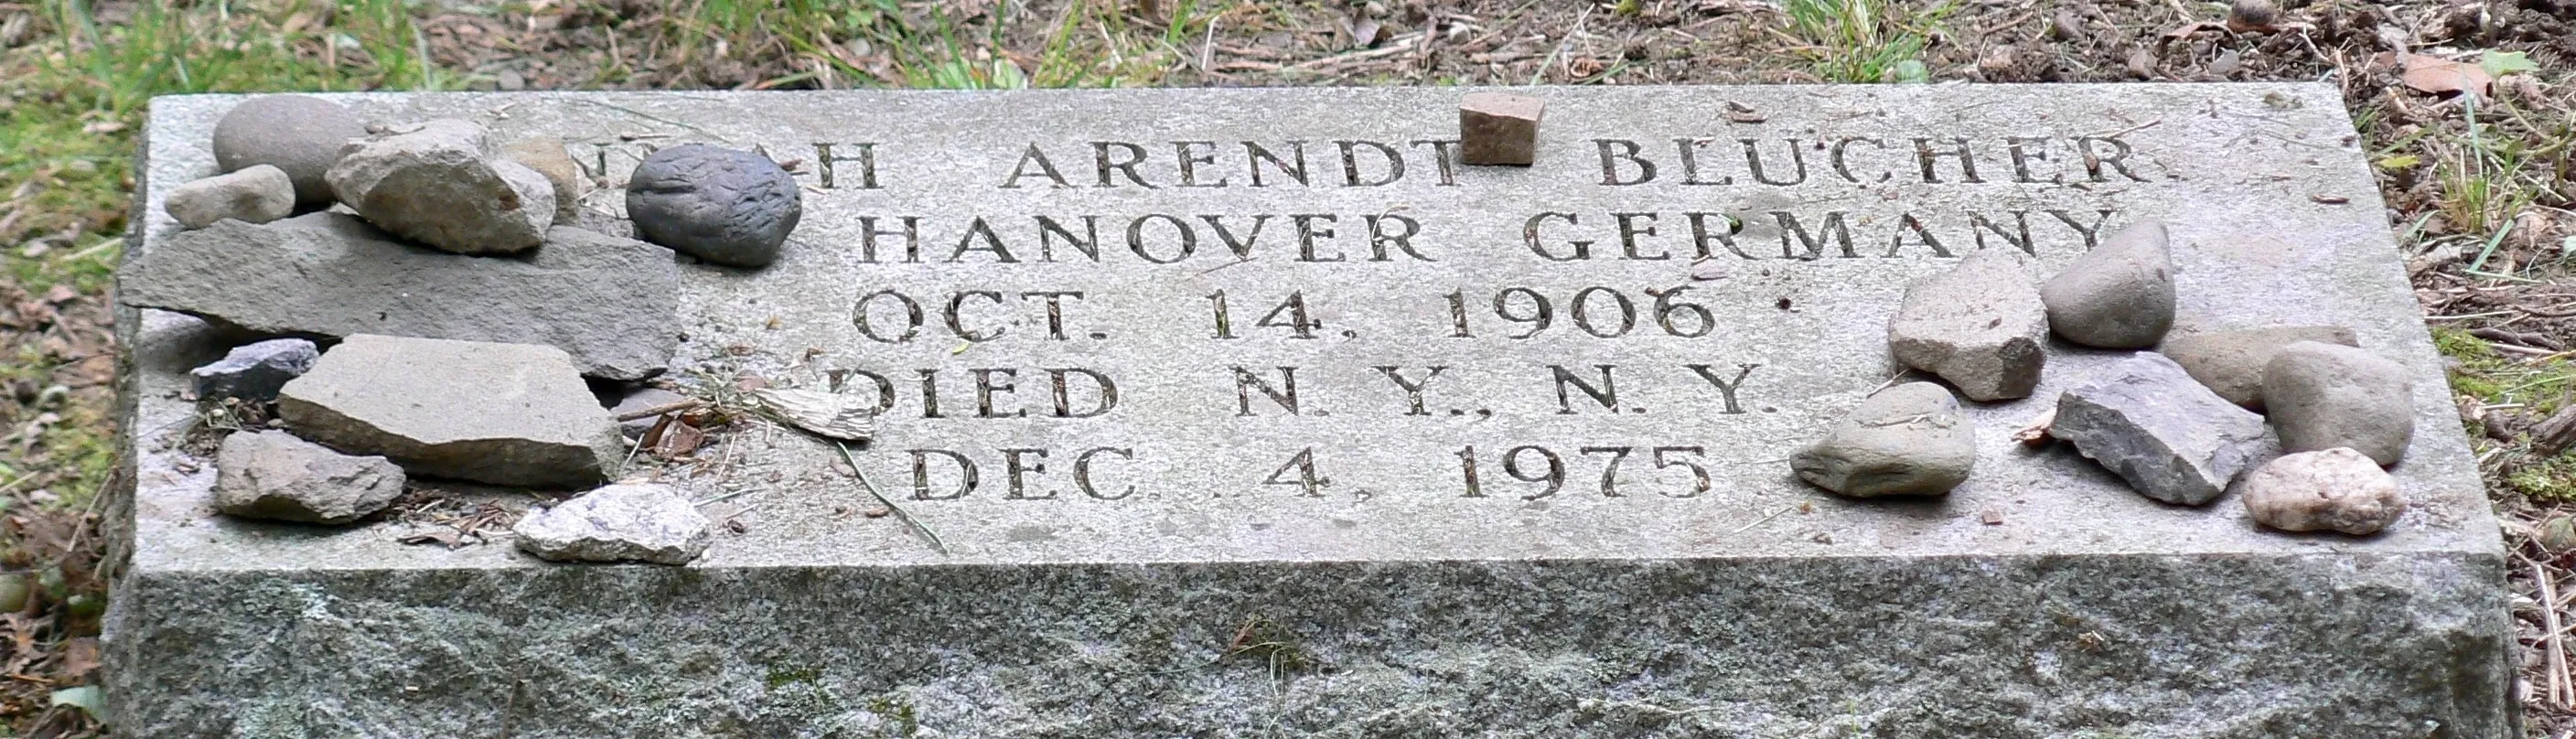 ARENDT BLUCHER
HANOVER GERMANY
OCT. 14, 1906
DIED N.Y., N.Y.
DEC. 4, 1975